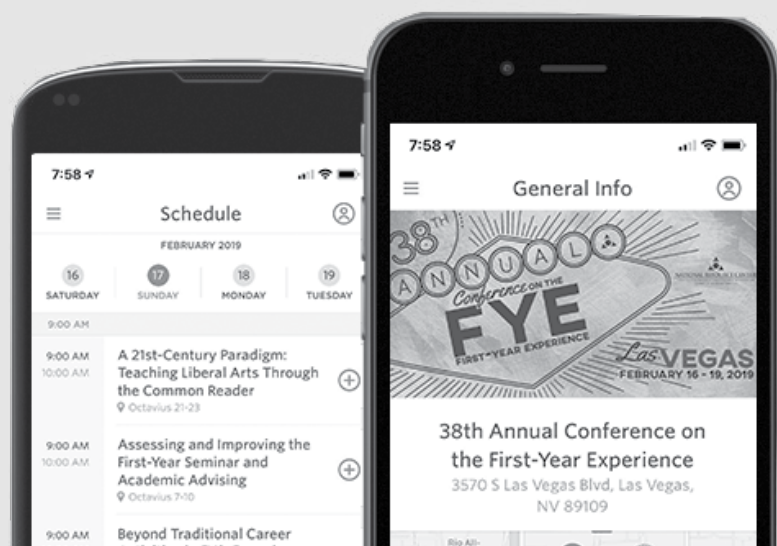 7:58
Schedule
FEBRUARY 2019
16 17 18 19
SATURDAY SUNDAY MONDAY TUESDAY
9:00 AM
9:00 AM
10:00 AM
A 21st-Century Paradigm:
Teaching Liberal Arts Through
the Common Reader
Octavius 21-23
9:00 AM
10:00 AM
Assessing and Improving the
First-Year Seminar and
Academic Advising
Octavius 7-10
9:00 AM
Beyond Traditional Career
7:58
General Info
38TH
ANNUAL
Conference ON THE
FYE
FIRST-YEAR EXPERIENCE
Las VEGAS
FEBRUARY 16 - 19, 2019
38th Annual Conference on
the First-Year Experience
3570 S Las Vegas Blvd, Las Vegas,
NV 89109
Rio All-